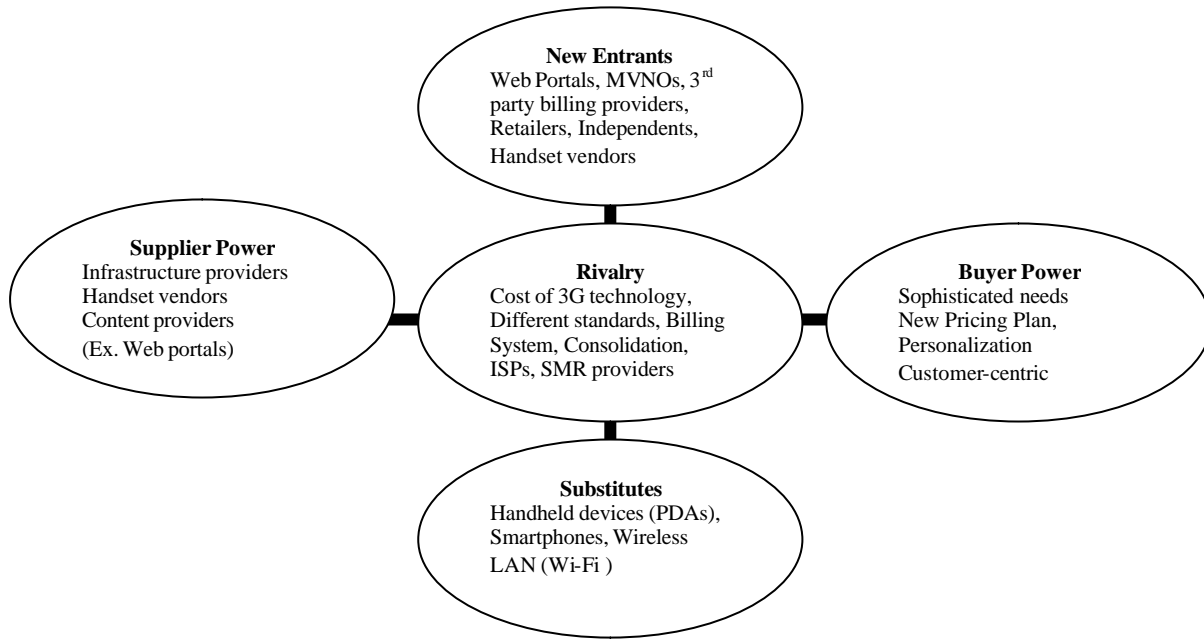 New Entrants
Web Portals, MVNOs, 3rd
party billing providers,
Retailers, Independents,
Handset vendors
Supplier Power
Infrastructure providers
Handset vendors
Content providers
(Ex. Web portals)
Rivalry
Cost of 3G technology,
Different standards, Billing
System, Consolidation,
ISPs, SMR providers
Buyer Power
Sophisticated needs
New Pricing Plan,
Personalization
Customer-centric
Substitutes
Handheld devices (PDAs),
Smartphones, Wireless
LAN (Wi-Fi )